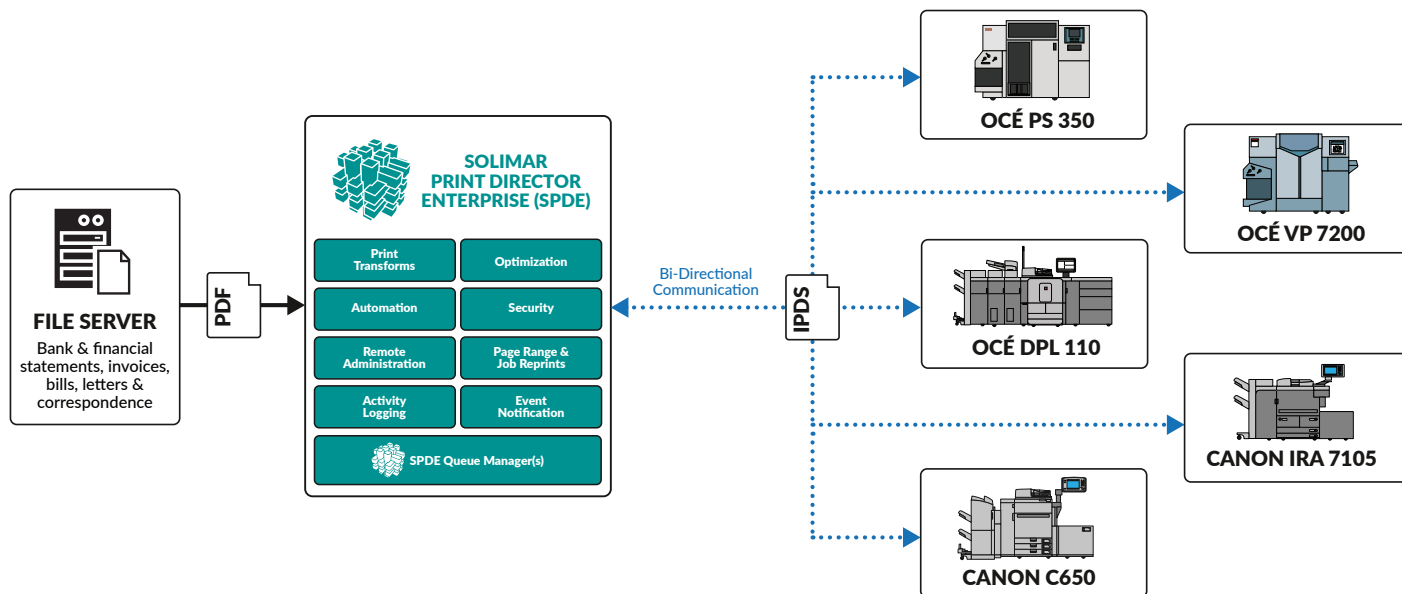 FILE SERVER
Bank & financial
statements, invoices,
bills, letters &
correspondence
PDF
SOLIMAR
PRINT DIRECTOR
ENTERPRISE (SPDE)
Print
Transforms
Optimization
Automation
Security
Remote
Administration
Page Range &
Job Reprints
Activity
Logging
Event
Notification
SPDE Queue Manager(s)
Bi-Directional
Communication
IPDS
OCÉ PS 350
OCÉ VP 7200
OCÉ DPL 110
CANON IRA 7105
CANON C650